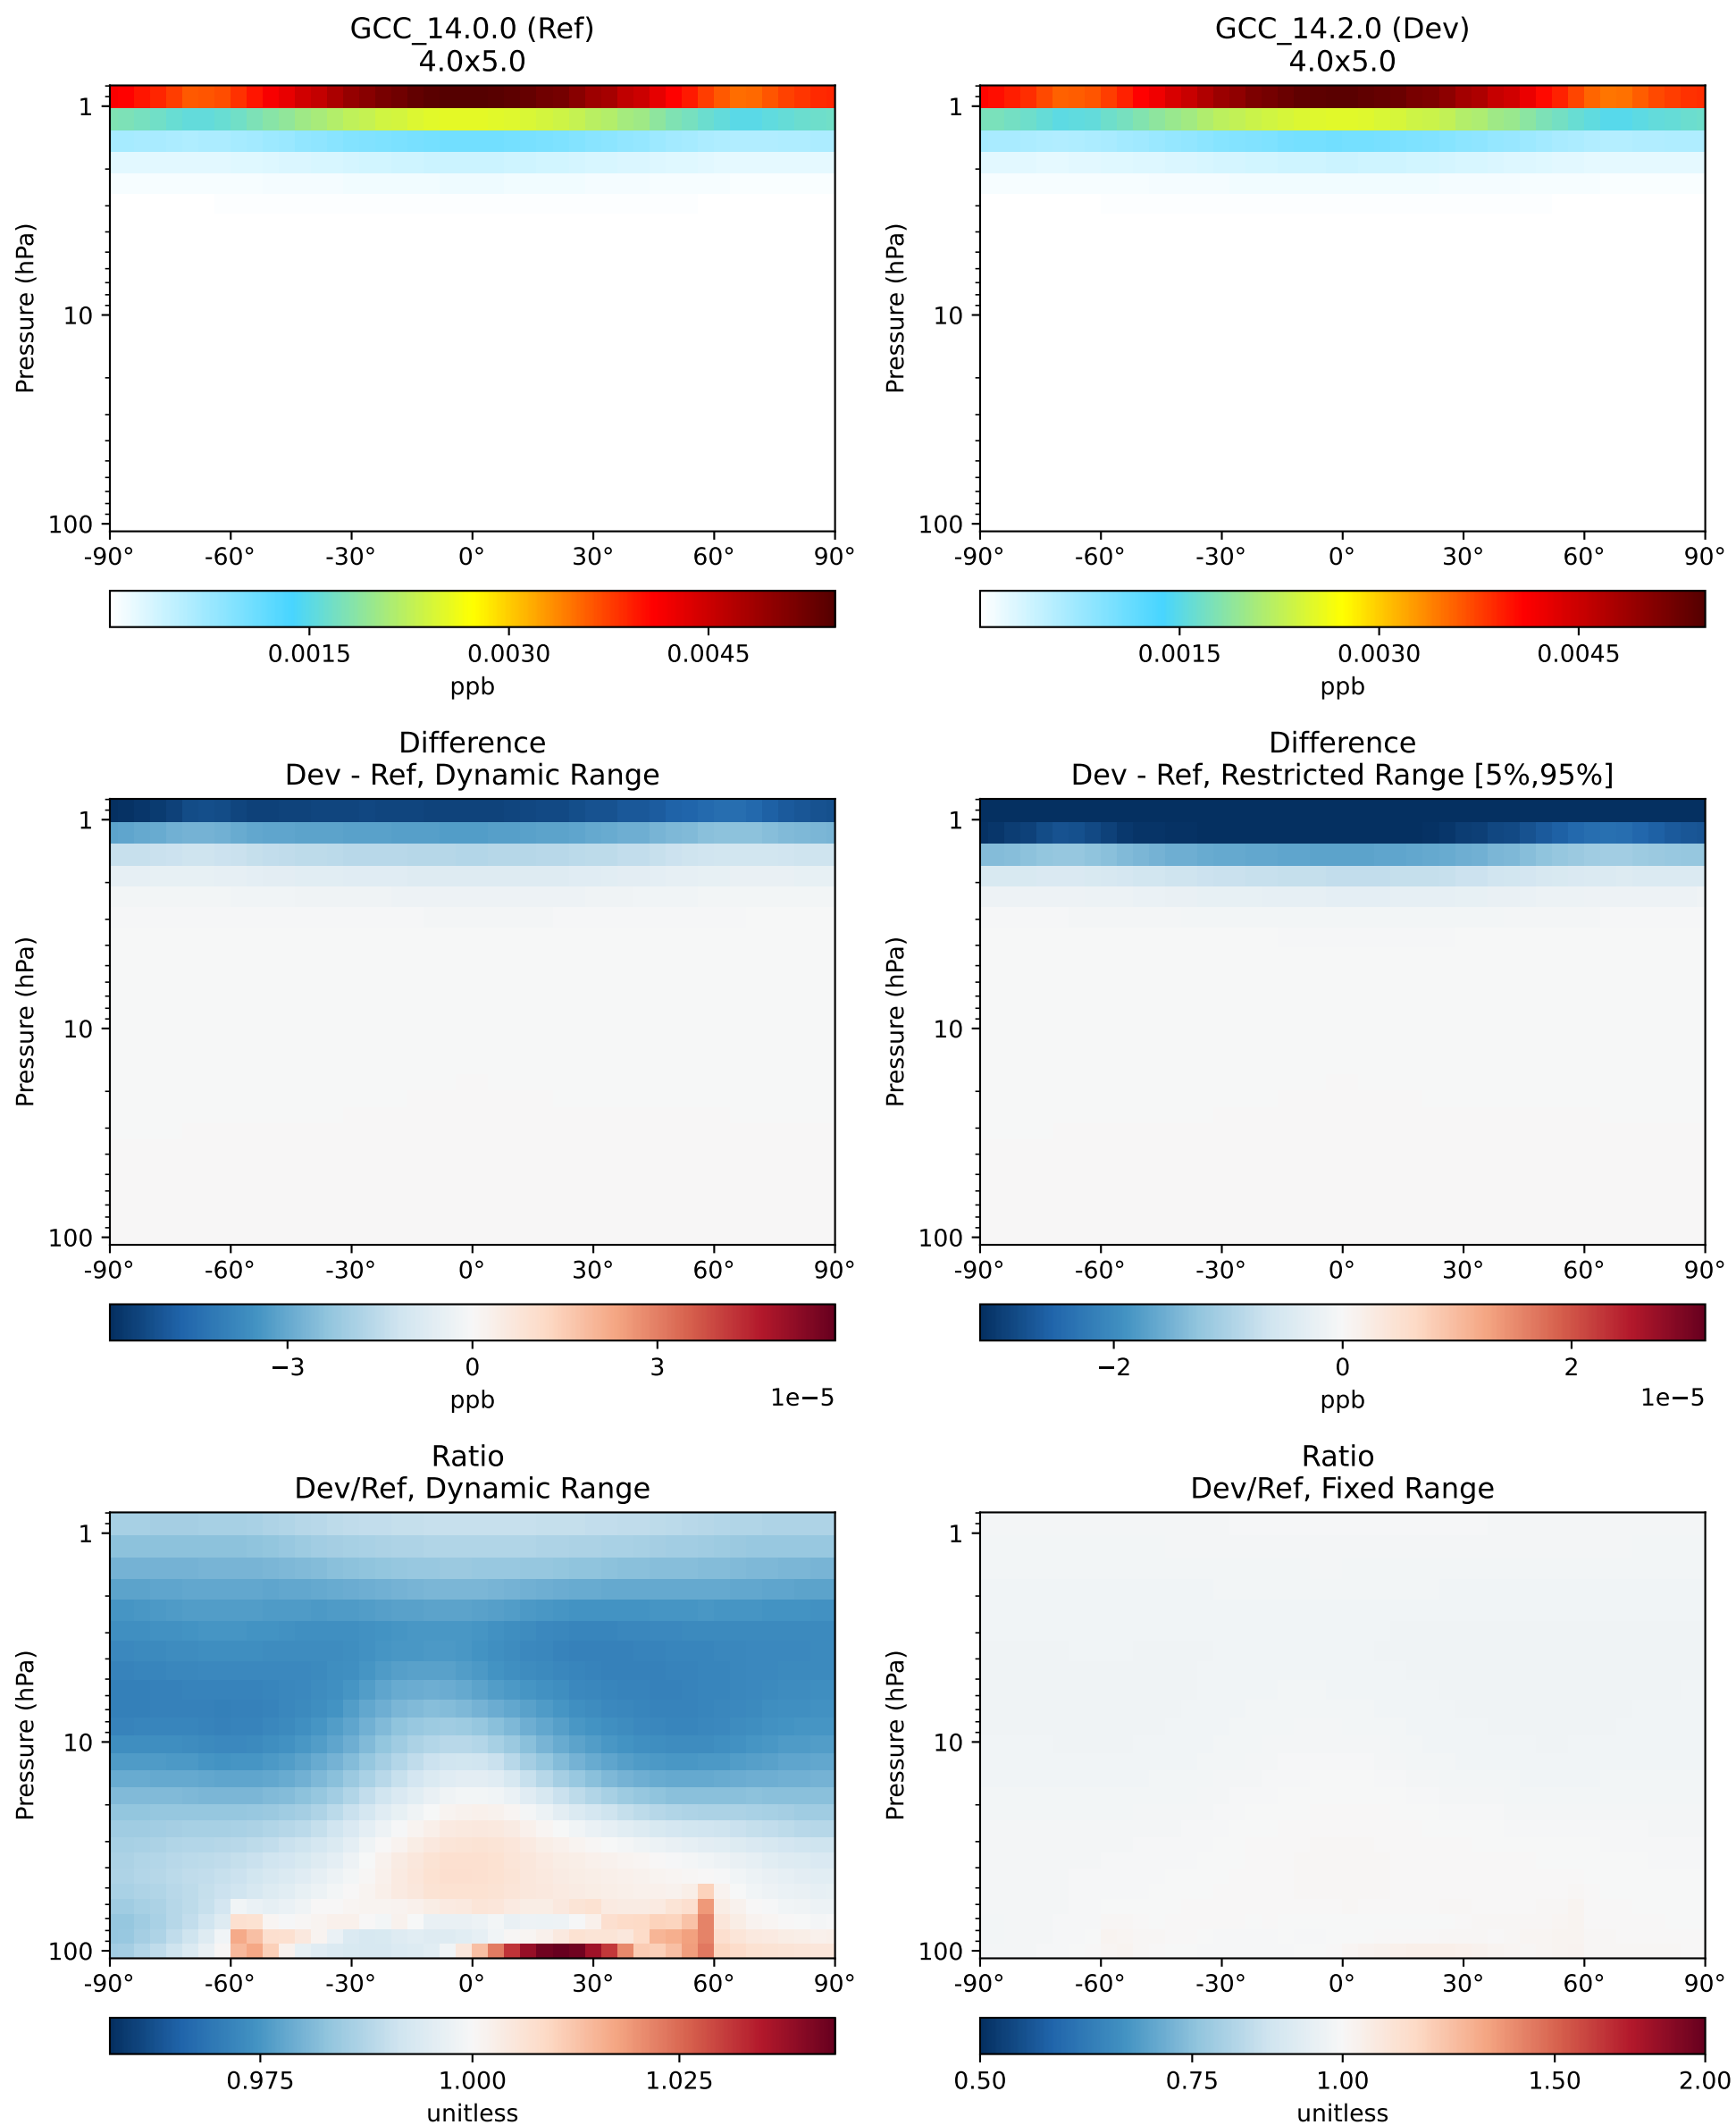 GCC_14.0.0 (Ref)
4.0x5.0
Pressure (hPa)
1
10
100
-90° -60° -30° 0° 30° 60° 90°
0.0015 0.0030 0.0045
ppb
GCC_14.2.0 (Dev)
4.0x5.0
Pressure (hPa)
1
10
100
-90° -60° -30° 0° 30° 60° 90°
0.0015 0.0030 0.0045
ppb
Difference
Dev - Ref, Dynamic Range
Pressure (hPa)
1
10
100
-90° -60° -30° 0° 30° 60° 90°
−3 0 3
1e−5
ppb
Difference
Dev - Ref, Restricted Range [5%,95%]
Pressure (hPa)
1
10
100
-90° -60° -30° 0° 30° 60° 90°
−2 0 2
1e−5
ppb
Ratio
Dev/Ref, Dynamic Range
Pressure (hPa)
1
10
100
-90° -60° -30° 0° 30° 60° 90°
0.975 1.000 1.025
unitless
Ratio
Dev/Ref, Fixed Range
Pressure (hPa)
1
10
100
-90° -60° -30° 0° 30° 60° 90°
0.50 0.75 1.00 1.50 2.00
unitless